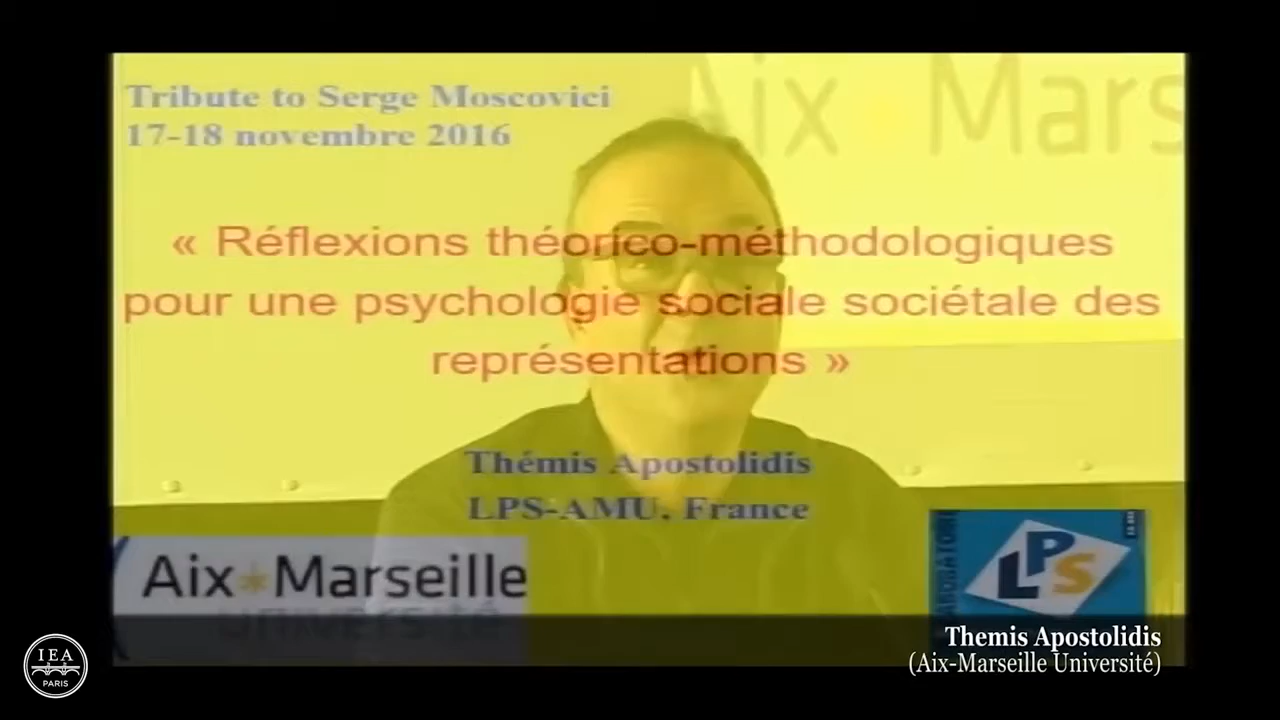 Tribute to Serge Moscovici
17-18 novembre 2016
Aix Mars
« Réflexions théorico-méthodologiques
pour une psychologie sociale sociétale des
représentations »
Thémis Apostolidis
LPS-AMU, France
Aix Marseille
université
LPS
Themis Apostolidis
(Aix-Marseille Université)
IEA
PARIS